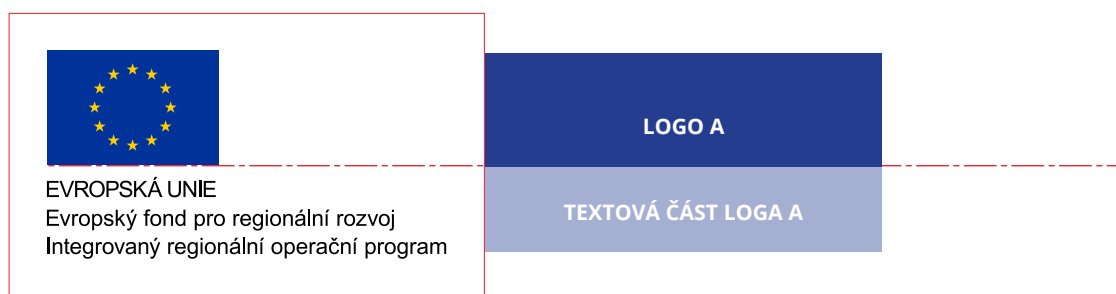 EVROPSKÁ UNIE
Evropský fond pro regionální rozvoj
Integrovaný regionální operační program
LOGO A
TEXTOVÁ ČÁST LOGA A